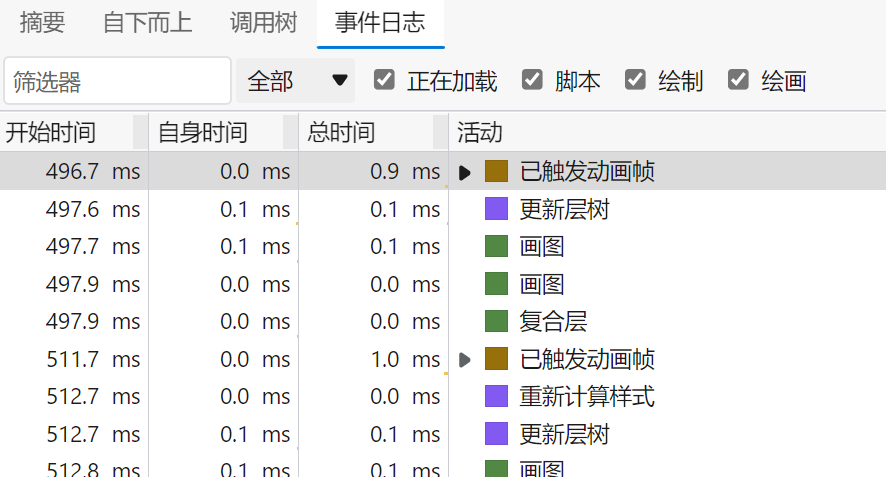 摘要 自下而上 调用树 事件日志
筛选器 全部 正在加载 脚本 绘制 绘画
开始时间 自身时间 总时间 活动
496.7 ms 0.0 ms 0.9 ms 已触发动画帧
497.6 ms 0.1 ms 0.1 ms 更新层树
497.7 ms 0.1 ms 0.1 ms 画图
497.9 ms 0.0 ms 0.0 ms 画图
497.9 ms 0.0 ms 0.0 ms 复合层
511.7 ms 0.0 ms 1.0 ms 已触发动画帧
512.7 ms 0.0 ms 0.0 ms 重新计算样式
512.7 ms 0.1 ms 0.1 ms 更新层树
512.8 ms 0.1 ms 0.1 ms 画图